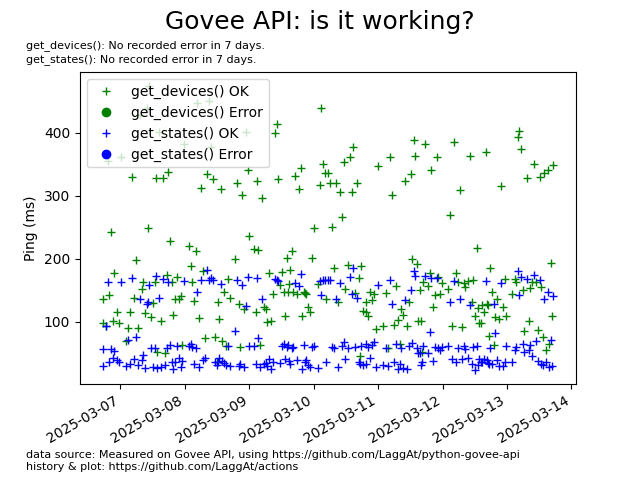 Govee API: is it working?
get_devices(): No recorded error in 7 days.
get_states(): No recorded error in 7 days.
get_devices() OK
get_devices() Error
get_states() OK
get_states() Error
Ping (ms)
400
300
200
100
2025-03-07
2025-03-08
2025-03-09
2025-03-10
2025-03-11
2025-03-12
2025-03-13
2025-03-14
data source: Measured on Govee API, using https://github.com/LaggAt/python-govee-api
history & plot: https://github.com/LaggAt/actions